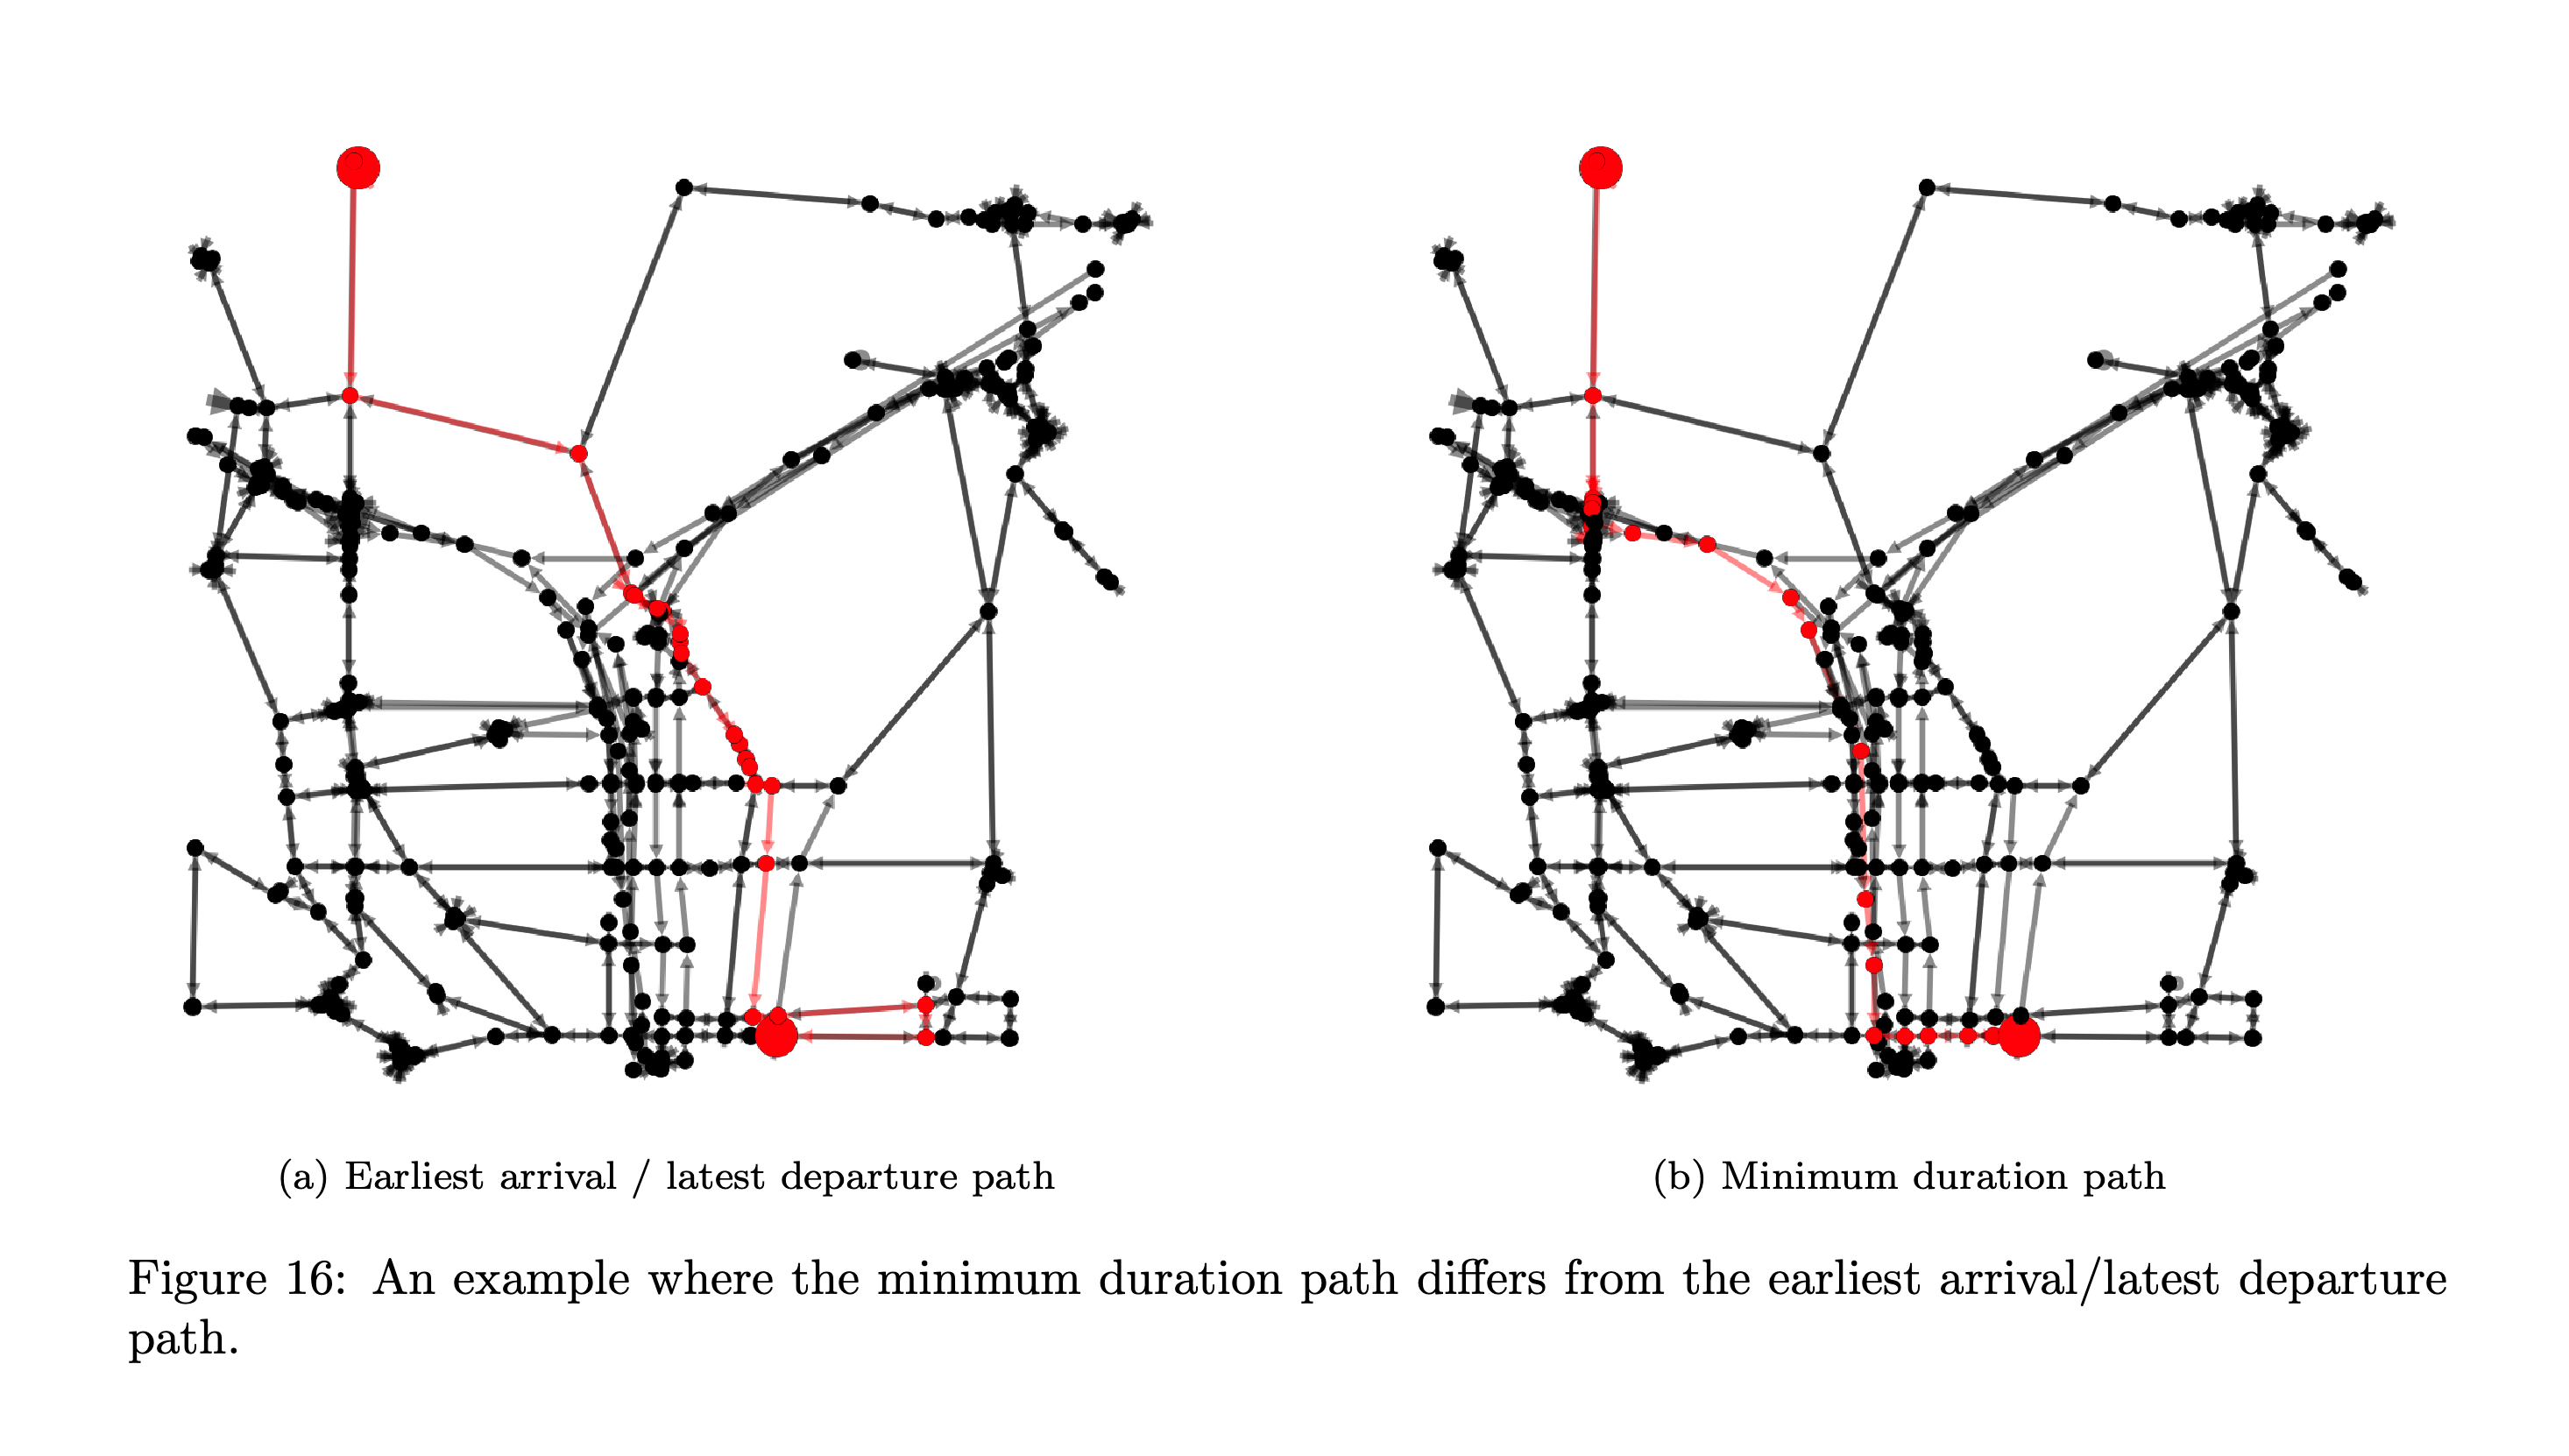 (a) Earliest arrival / latest departure path
(b) Minimum duration path
Figure 16: An example where the minimum duration path differs from the earliest arrival/latest departure
path.